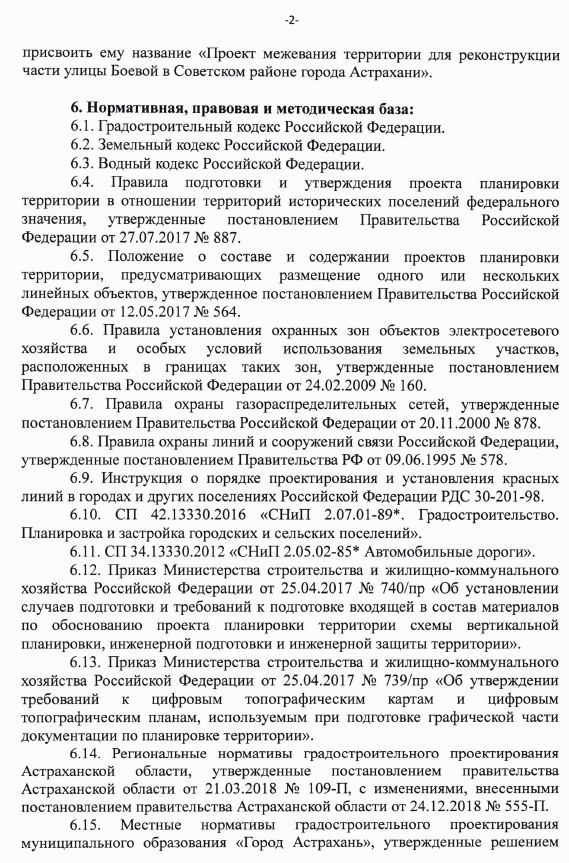 -2-
присвоить ему название «Проект межевания территории для реконструкции
части улицы Боевой в Советском районе города Астрахани».
6. Нормативная, правовая и методическая база:
6.1. Градостроительный кодекс Российской Федерации.
6.2. Земельный кодекс Российской Федерации.
6.3. Водный кодекс Российской Федерации.
6.4. Правила подготовки и утверждения проекта планировки
территории в отношении территорий исторических поселений федерального
значения, утвержденные постановлением Правительства Российской
Федерации от 27.07.2017 № 887.
6.5. Положение о составе и содержании проектов планировки
территории, предусматривающих размещение одного или нескольких
линейных объектов, утвержденное постановлением Правительства Российской
Федерации от 12.05.2017 № 564.
6.6. Правила установления охранных зон объектов электросетевого
хозяйства и особых условий использования земельных участков,
расположенных в границах таких зон, утвержденные постановлением
Правительства Российской Федерации от 24.02.2009 № 160.
6.7. Правила охраны газораспределительных сетей, утвержденные
постановлением Правительства Российской Федерации от 20.11.2000 № 878.
6.8. Правила охраны линий и сооружений связи Российской Федерации,
утвержденные постановлением Правительства РФ от 09.06.1995 № 578.
6.9. Инструкция о порядке проектирования и установления красных
линий в городах и других поселениях Российской Федерации РДС 30-201-98.
6.10. СП 42.13330.2016 «СНиП 2.07.01-89*. Градостроительство.
Планировка и застройка городских и сельских поселений».
6.11. СП 34.13330.2012 «СНиП 2.05.02-85* Автомобильные дороги».
6.12. Приказ Министерства строительства и жилищно-коммунального
хозяйства Российской Федерации от 25.04.2017 № 740/пр «Об установлении
случаев подготовки и требований к подготовке входящей в состав материалов
по обоснованию проекта планировки территории схемы вертикальной
планировки, инженерной подготовки и инженерной защиты территории».
6.13. Приказ Министерства строительства и жилищно-коммунального
хозяйства Российской Федерации от 25.04.2017 № 739/пр «Об утверждении
требований к цифровым топографическим картам и цифровым
топографическим планам, используемым при подготовке графической части
документации по планировке территории».
6.14. Региональные нормативы градостроительного проектирования
Астраханской области, утвержденные постановлением правительства
Астраханской области от 21.03.2018 № 109-П, с изменениями, внесенными
постановлением правительства Астраханской области от 24.12.2018 № 555-П.
6.15. Местные нормативы градостроительного проектирования
муниципального образования «Город Астрахань», утвержденные решением